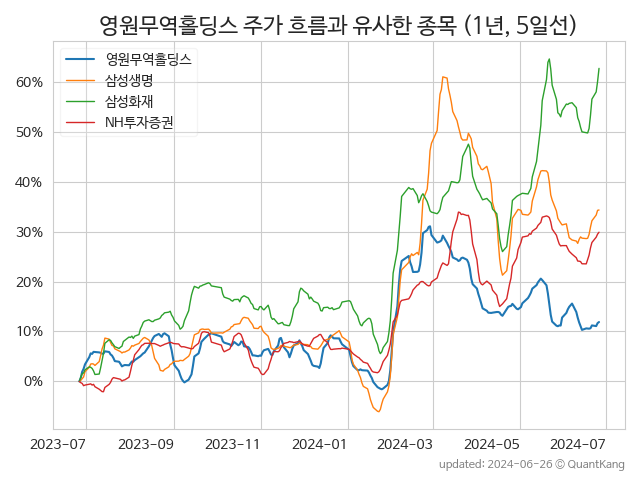 영원무역홀딩스 주가 흐름과 유사한 종목 (1년, 5일선)
영원무역홀딩스
삼성생명
삼성화재
NH투자증권
60%
50%
40%
30%
20%
10%
0%
2023-07 2023-09 2023-11 2024-01 2024-03 2024-05 2024-07
updated: 2024-06-26 © QuantKang